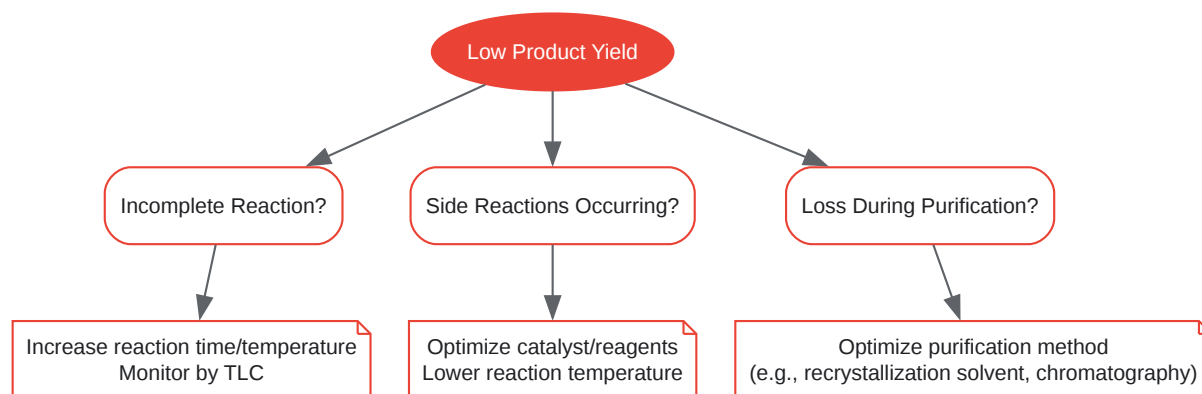 Low Product Yield
Incomplete Reaction?
Side Reactions Occurring?
Loss During Purification?
Increase reaction time/temperature
Monitor by TLC
Optimize catalyst/reagents
Lower reaction temperature
Optimize purification method
(e.g., recrystallization solvent, chromatography)